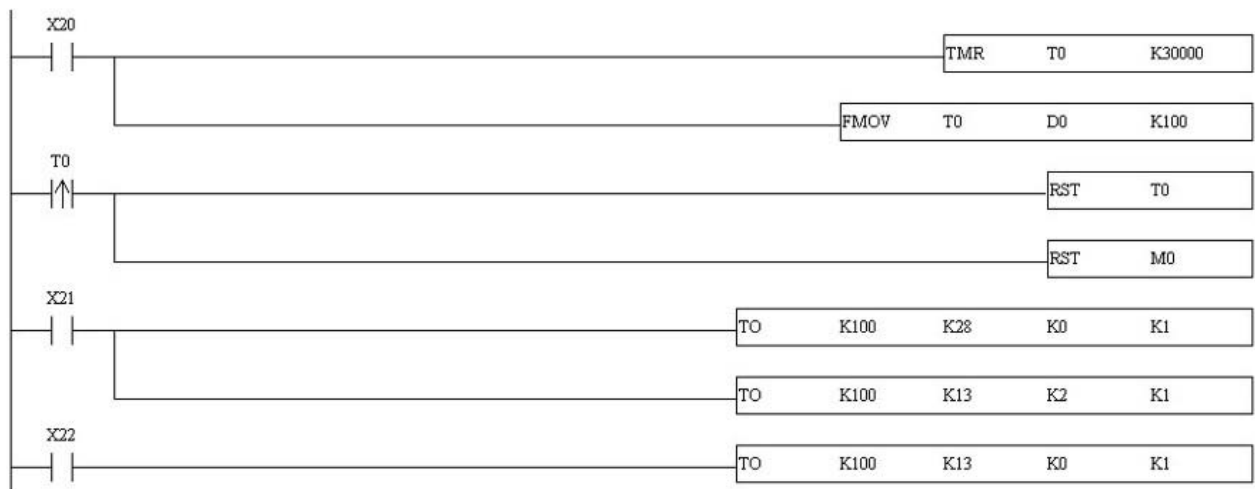 X20
TMR T0 K30000
FMOV T0 D0 K100
T0
RST T0
RST M0
X21
TO K100 K28 K0 K1
TO K100 K13 K2 K1
X22
TO K100 K13 K0 K1